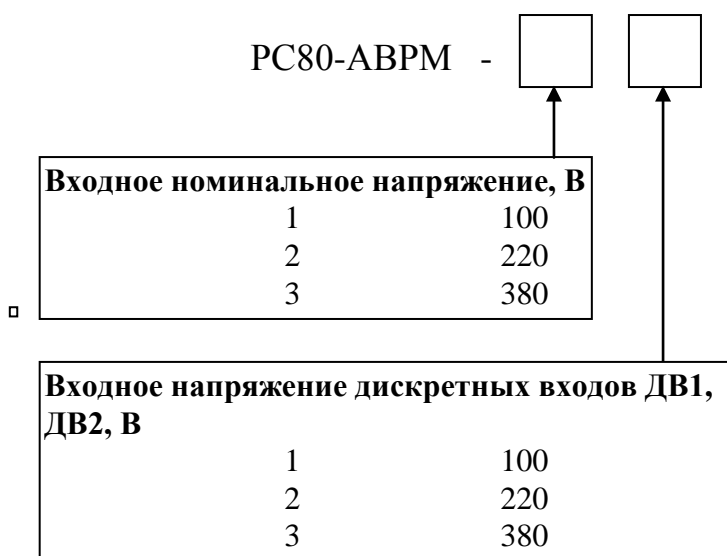 РС80-АВРМ -
Входное номинальное напряжение, В
1 100
2 220
3 380
Входное напряжение дискретных входов ДВ1,
ДВ2, В
1 100
2 220
3 380